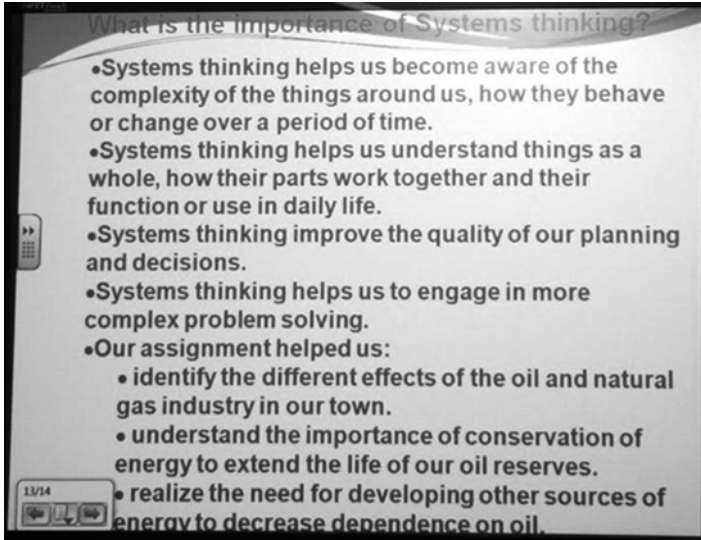 What is the importance of Systems thinking?
•Systems thinking helps us become aware of the
complexity of the things around us, how they behave
or change over a period of time.
•Systems thinking helps us understand things as a
whole, how their parts work together and their
function or use in daily life.
•Systems thinking improve the quality of our planning
and decisions.
•Systems thinking helps us to engage in more
complex problem solving.
•Our assignment helped us:
• identify the different effects of the oil and natural
gas industry in our town.
• understand the importance of conservation of
energy to extend the life of our oil reserves.
13/14
• realize the need for developing other sources of
energy to decrease dependence on oil.